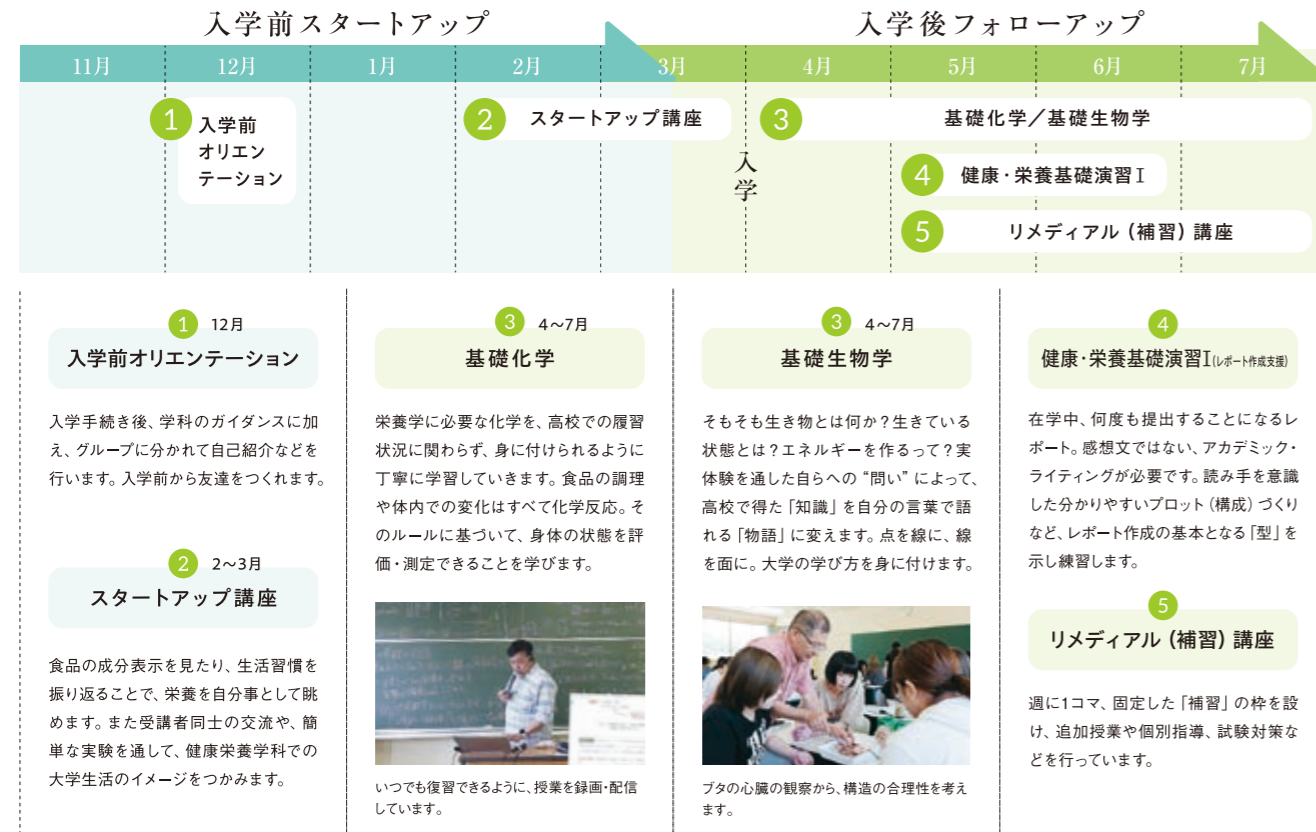 入学前スタートアップ
入学後フォローアップ
11月
12月
1月
2月
3月
4月
5月
6月
7月
1
入学前
オリエン
テーション
2
スタートアップ講座
入学
3
基礎化学／基礎生物学
4
健康・栄養基礎演習Ⅰ
5
リメディアル（補習）講座
1 12月
入学前オリエンテーション
入学手続き後、学科のガイダンスに加
え、グループに分かれて自己紹介などを
行います。入学前から友達をつくれます。
2 2〜3月
スタートアップ講座
食品の成分表示を見たり、生活習慣を
振り返ることで、栄養を自分事として眺
めます。また受講者同士の交流や、簡
単な実験を通して、健康栄養学科での
大学生活のイメージをつかみます。
3 4〜7月
基礎化学
栄養学に必要な化学を、高校での履習
状況に関わらず、身に付けられるように
丁寧に学習していきます。食品の調理
や体内での変化はすべて化学反応。そ
のルールに基づいて、身体の状態を評
価・測定できることを学びます。
いつでも復習できるように、授業を録画・配信
しています。
3 4〜7月
基礎生物学
そもそも生き物とは何か？生きている
状態とは？エネルギーを作るって？実
体験を通した自らへの“問い”によって、
高校で得た「知識」を自分の言葉で語
れる「物語」に変えます。点を線に、線
を面に。大学の学び方を身に付けます。
ブタの心臓の観察から、構造の合理性を考え
ます。
4
健康・栄養基礎演習Ⅰ(レポート作成支援)
在学中、何度も提出することになるレ
ポート。感想文ではない、アカデミック・
ライティングが必要です。読み手を意識
した分かりやすいプロット（構成）づくり
など、レポート作成の基本となる「型」を
示し練習します。
5
リメディアル（補習）講座
週に1コマ、固定した「補習」の枠を設
け、追加授業や個別指導、試験対策な
どを行っています。